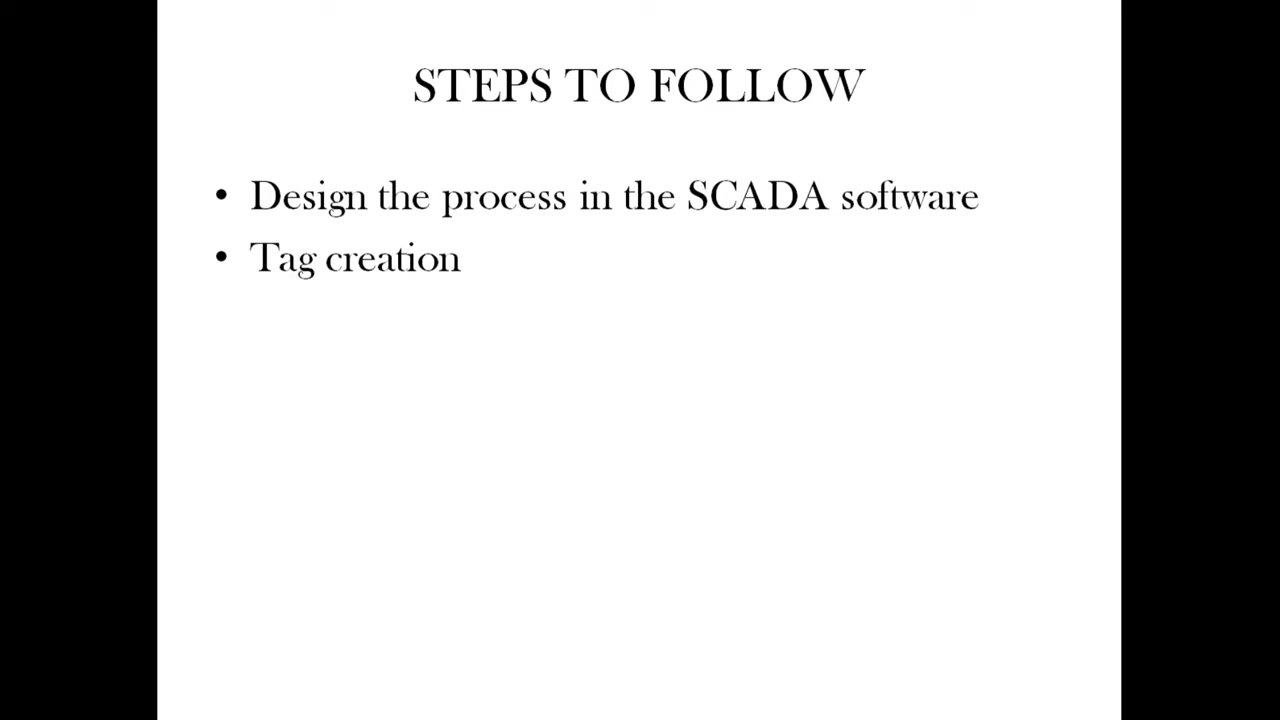 STEPS TO FOLLOW
• Design the process in the SCADA software
• Tag creation